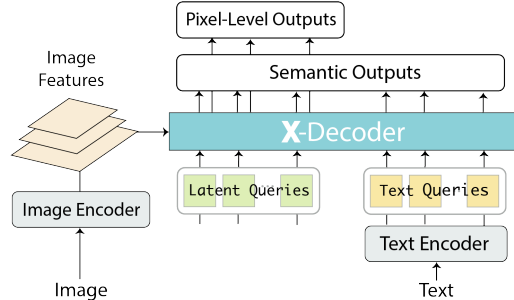 Pixel-Level Outputs
Image
Features
Semantic Outputs
X-Decoder
Latent Queries
Text Queries
Image Encoder
Text Encoder
Image
Text